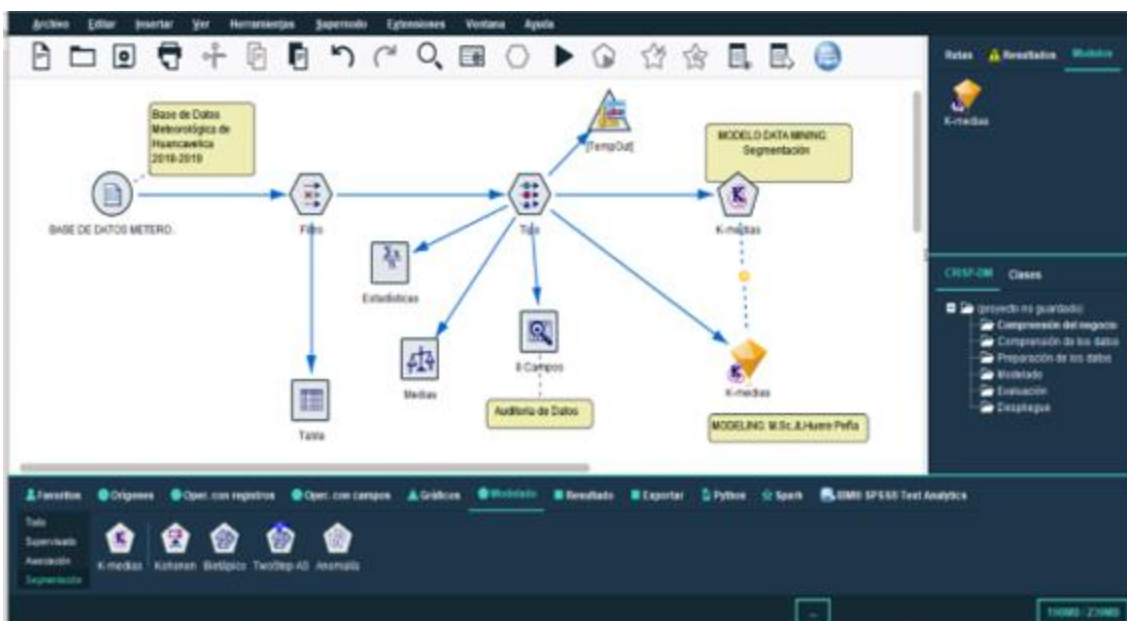 Archivo Editar Insertar Ver Herramientas Supernodo Extensiones Ventana Ayuda
Rutas Resultados Modelos
K-medias
Base de Datos
Meteorológica de
Huancavelica
2018-2019
BASE DE DATOS METERO..
Filtro
Tipo
[TempOut]
MODELO DATA MINING:
Segmentación
K-medias
Estadísticas
Medias
8 Campos
Auditoria de Datos
Tabla
K-medias
MODELING: M.Sc.JLHuere Peña
CRISP-DM Clases
(proyecto no guardado)
Comprensión del negocio
Comprensión de los datos
Preparación de los datos
Modelado
Evaluación
Despliegue
Favoritos Orígenes Oper. con registros Oper. con campos Gráficos Modelado Resultado Exportar Python Spark IBM® SPSS® Text Analytics
Todo
Supervisado
Asociación
Segmentación
K-medias Kohonen Bietápico TwoStep-AS Anomalía